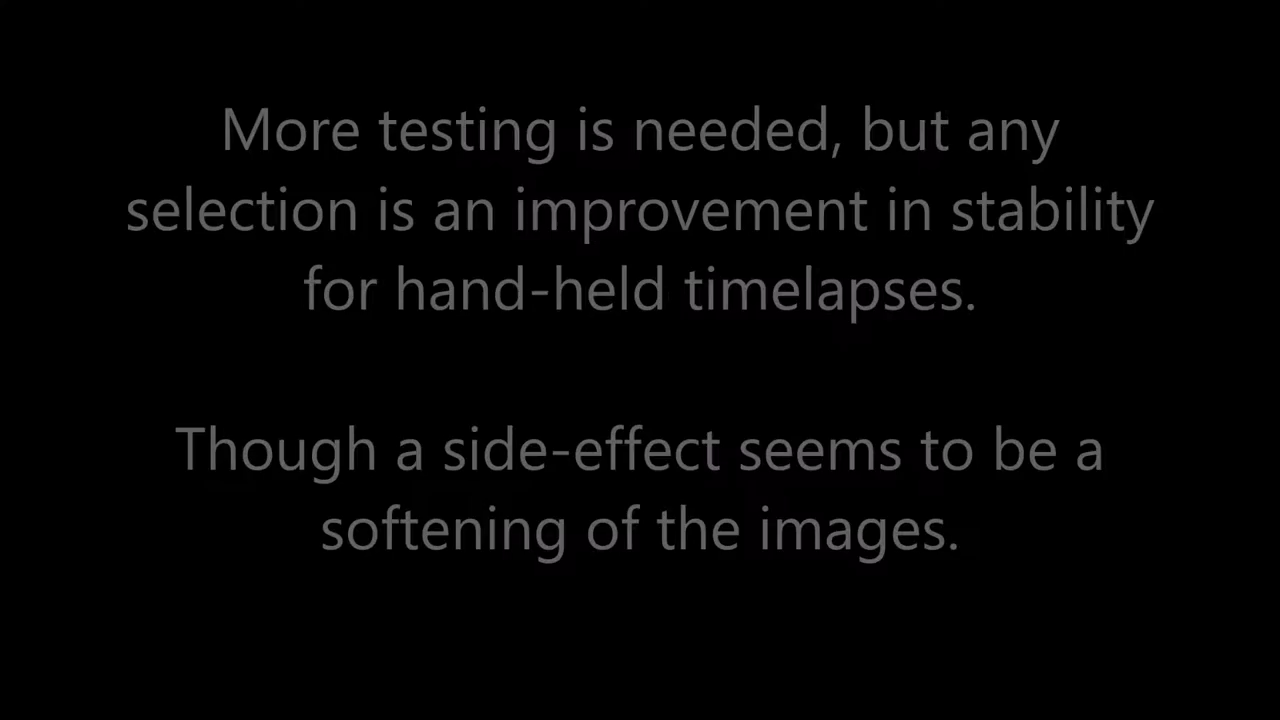 More testing is needed, but any
selection is an improvement in stability
for hand-held timelapses.
Though a side-effect seems to be a
softening of the images.